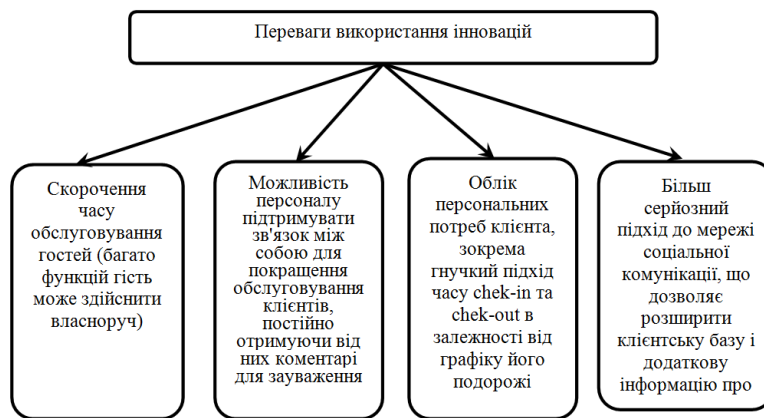 Переваги використання інновацій
Скорочення
часу
обслуговування
гостей (багато
функцій гість
може здійснити
власноруч)
Можливість
персоналу
підтримувати
зв'язок між
собою для
покращення
обслуговування
клієнтів,
постійно
отримуючи від
них коментарі
для зауваження
Облік
персональних
потреб клієнта,
зокрема
гнучкий підхід
часу chek-in та
chek-out в
залежності від
графіку його
подорожі
Більш
серйозний
підхід до мережі
соціальної
комунікації, що
дозволяє
розширити
клієнтську базу і
додаткову
інформацію про